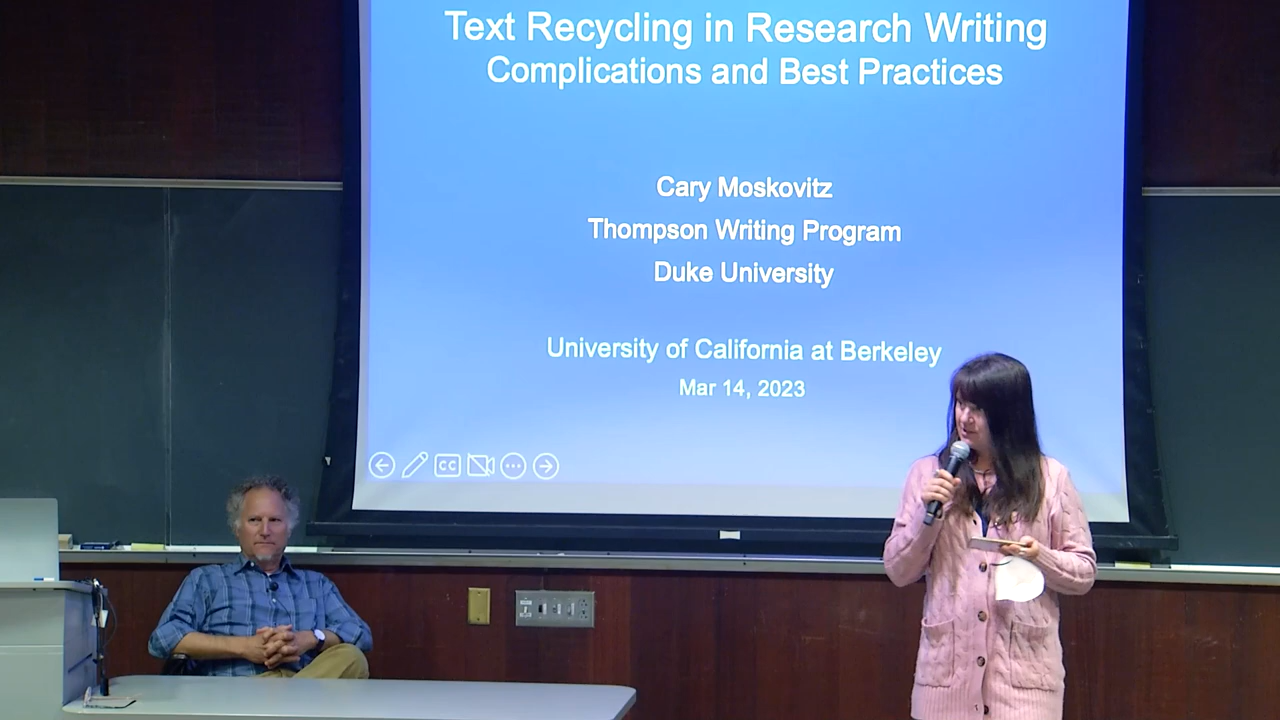 Text Recycling in Research Writing
Complications and Best Practices
Cary Moskovitz
Thompson Writing Program
Duke University
University of California at Berkeley
Mar 14, 2023
CC